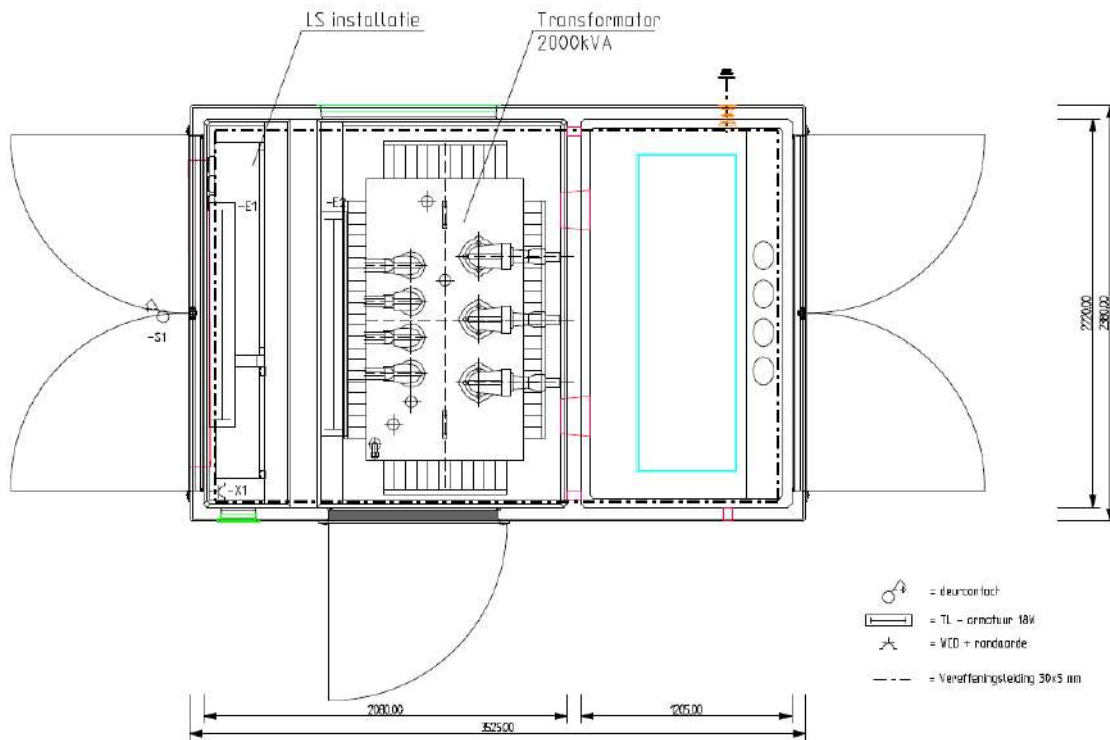 LS installatie
Transformator
2000kVA
-E1
-E2
-S1
-X1
2220.00
2380.00
= deurcontact
= TL - armatuur 18W
= WCD + randaarde
= Vereffeningsleiding 30x5 mm
2080.00
1205.00
3525.00